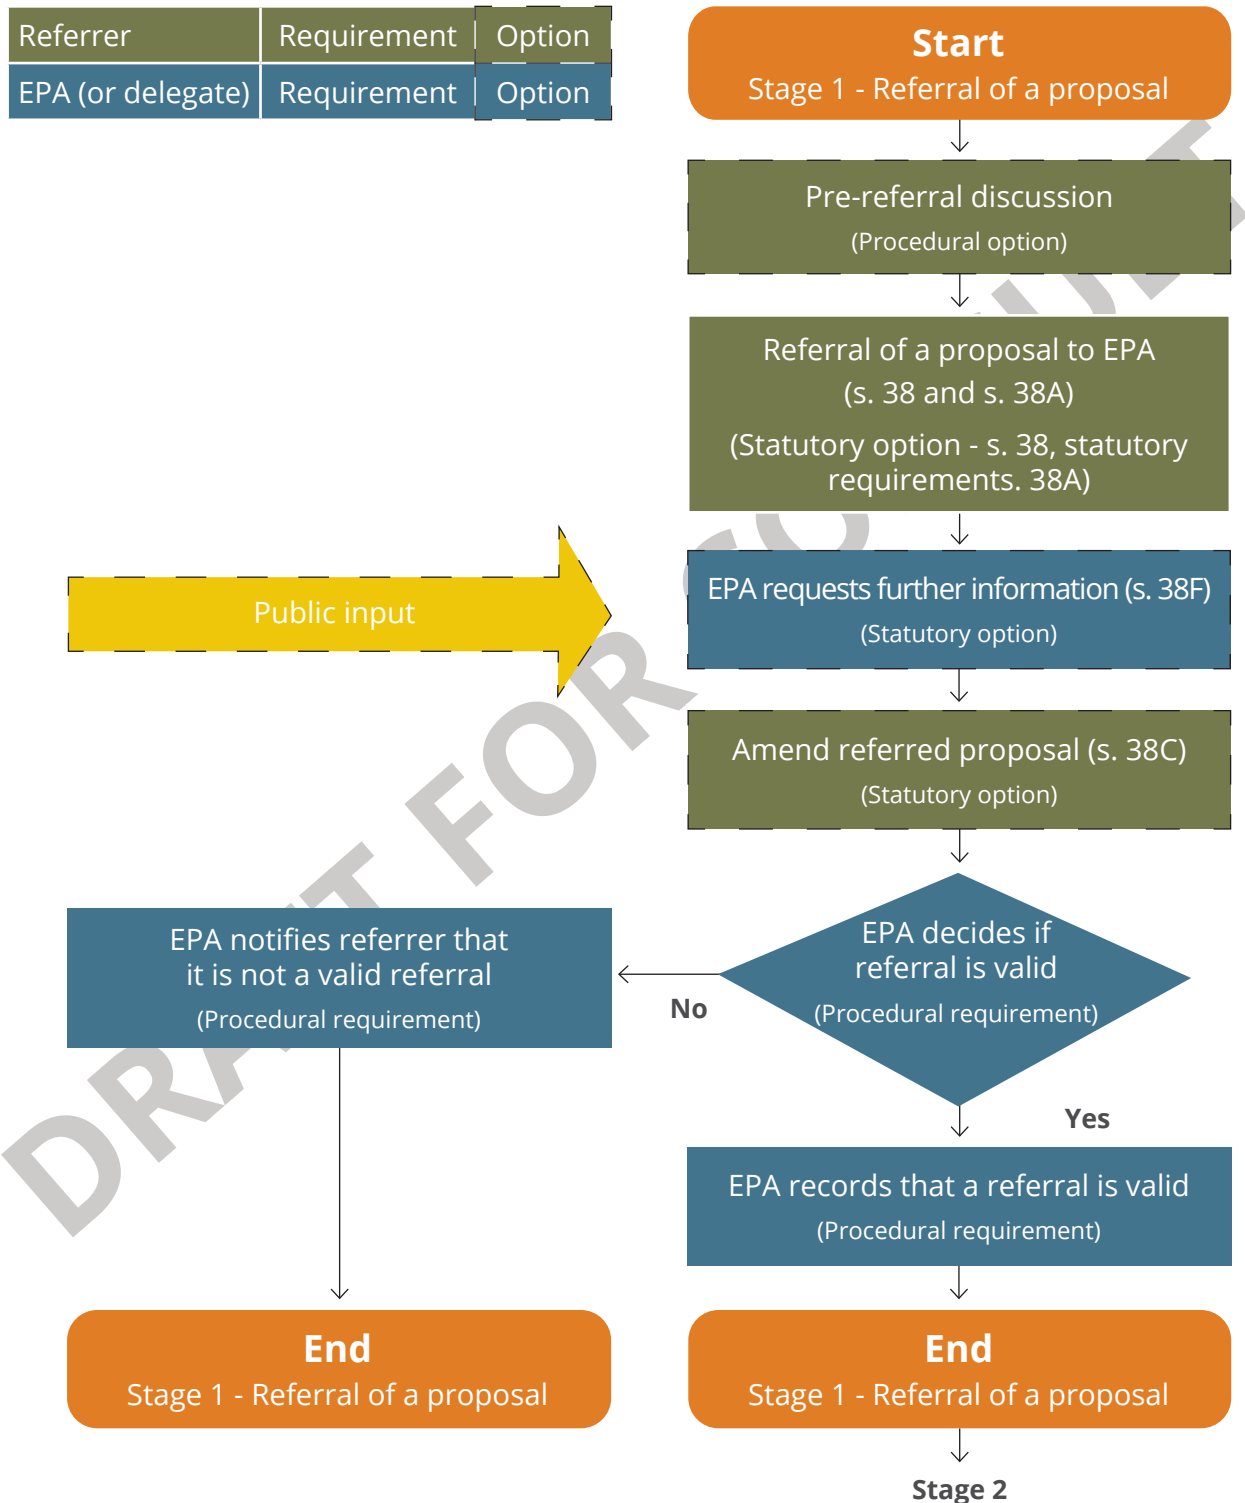 Referrer Requirement Option
EPA (or delegate) Requirement Option
Start
Stage 1 - Referral of a proposal
Pre-referral discussion
(Procedural option)
Referral of a proposal to EPA
(s. 38 and s. 38A)
(Statutory option - s. 38, statutory
requirements. 38A)
Public input
EPA requests further information (s. 38F)
(Statutory option)
Amend referred proposal (s. 38C)
(Statutory option)
EPA decides if
referral is valid
(Procedural requirement)
No
EPA notifies referrer that
it is not a valid referral
(Procedural requirement)
Yes
EPA records that a referral is valid
(Procedural requirement)
End
Stage 1 - Referral of a proposal
End
Stage 1 - Referral of a proposal
Stage 2
DRAFT FOR